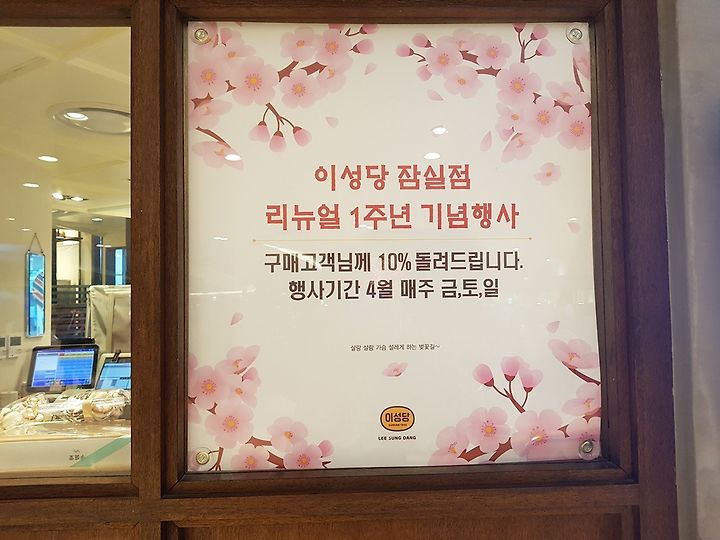 이성당 잠실점
리뉴얼 1주년 기념행사
구매고객님께 10% 돌려드립니다.
행사기간 4월 매주 금,토,일
살랑 살랑 가슴 설레게 하는 벚꽃길~
이성당
LEE SUNG DANG